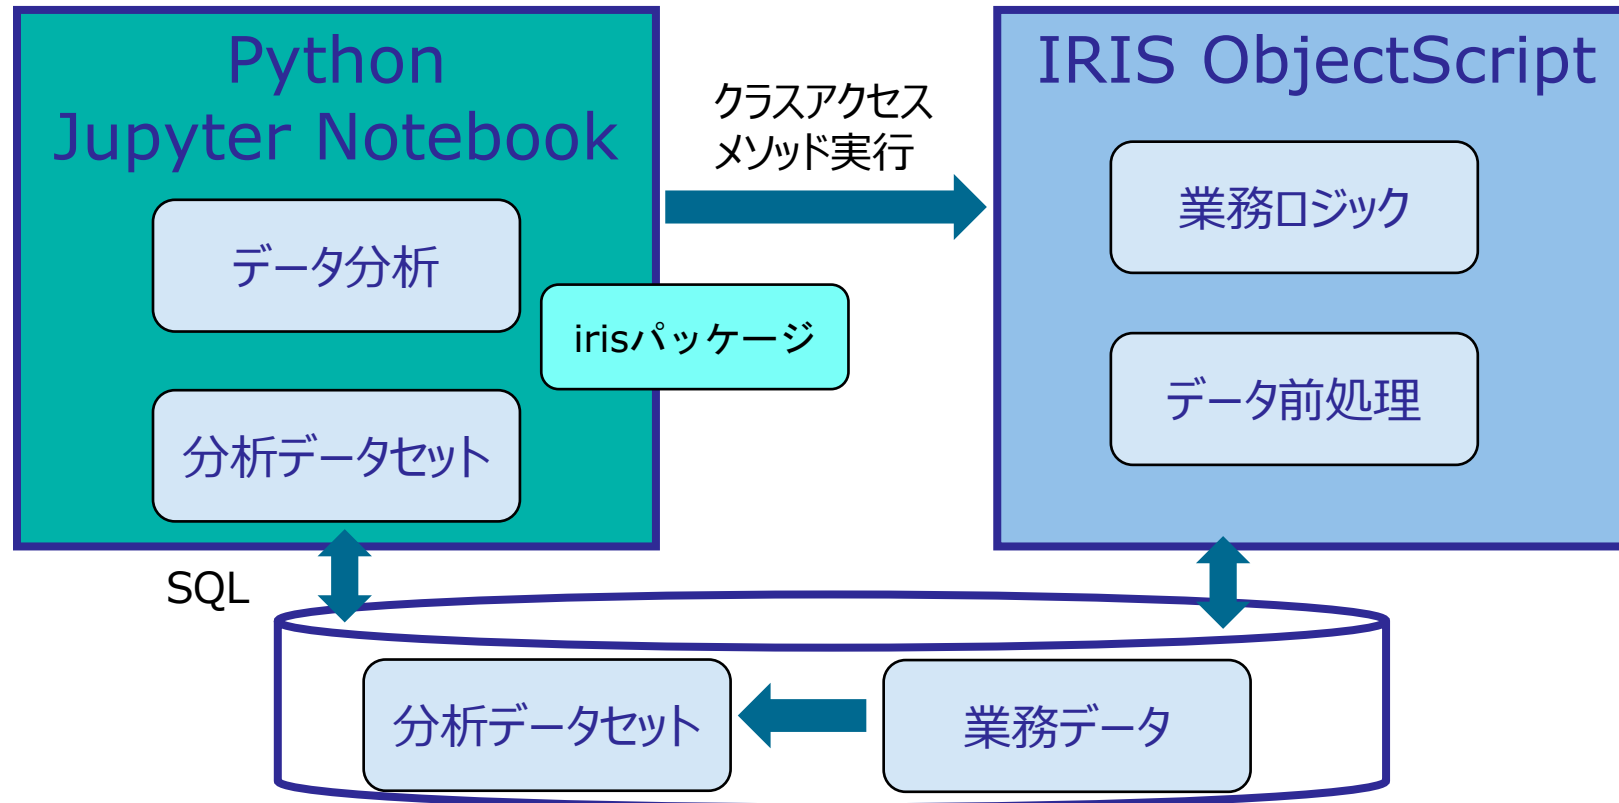 Python
Jupyter Notebook
データ分析
分析データセット
irisパッケージ
クラスアクセス
メソッド実行
IRIS ObjectScript
業務ロジック
データ前処理
SQL
分析データセット
業務データ